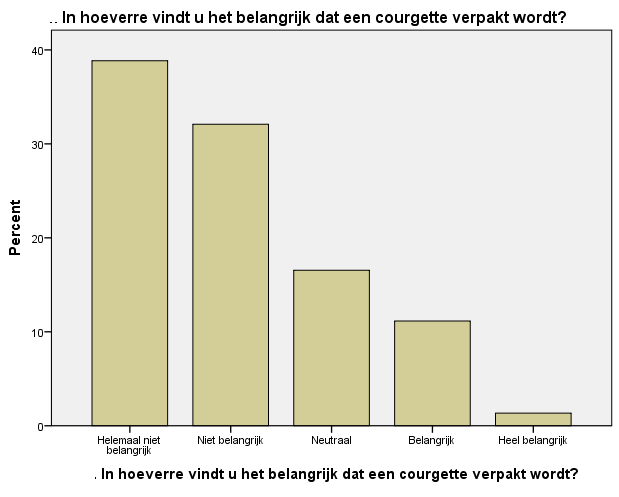 .. In hoeverre vindt u het belangrijk dat een courgette verpakt wordt?
Percent
40
30
20
10
0
Helemaal niet
belangrijk
Niet belangrijk
Neutraal
Belangrijk
Heel belangrijk
. In hoeverre vindt u het belangrijk dat een courgette verpakt wordt?